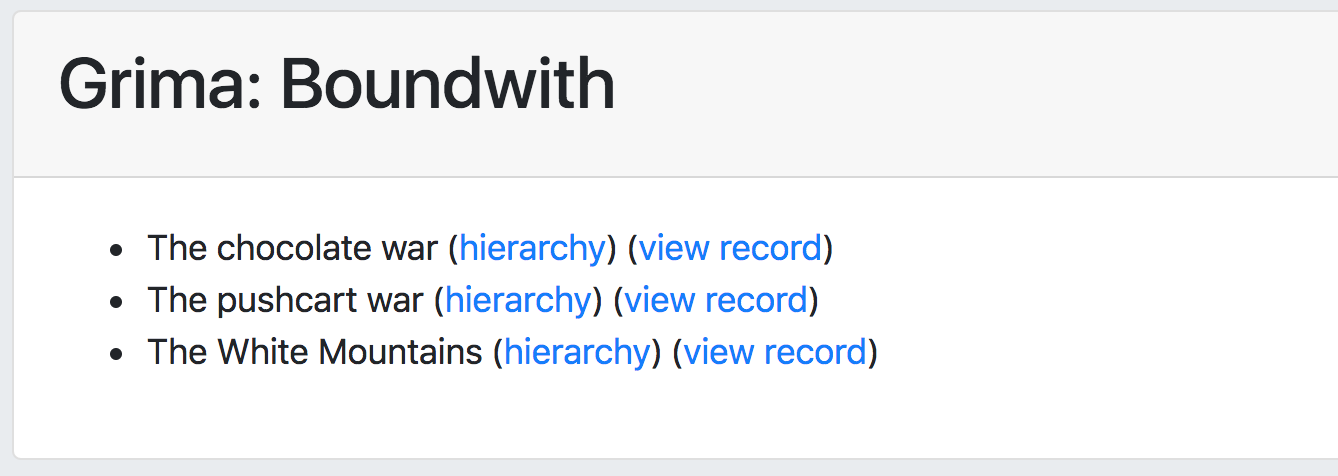 Grima: Boundwith
• The chocolate war (hierarchy) (view record)
• The pushcart war (hierarchy) (view record)
• The White Mountains (hierarchy) (view record)